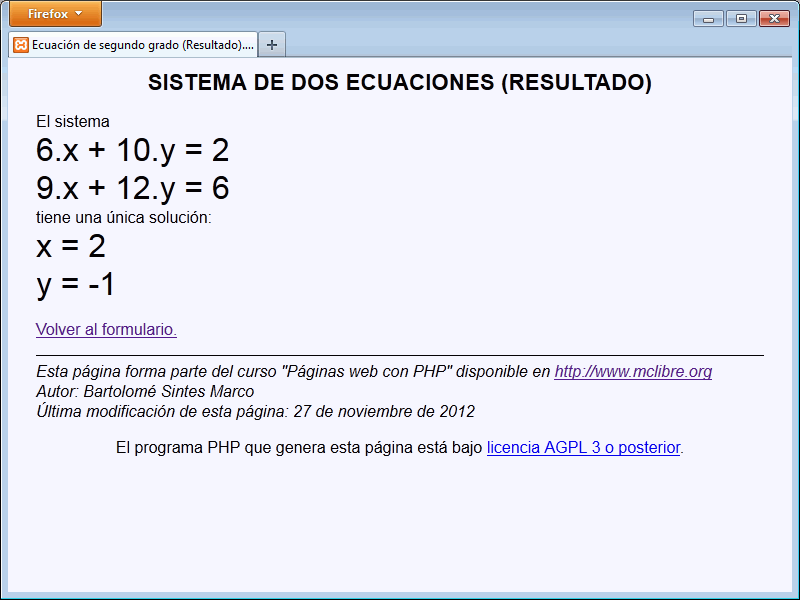 Firefox
Ecuación de segundo grado (Resultado)....
SISTEMA DE DOS ECUACIONES (RESULTADO)
El sistema
6.x + 10.y = 2
9.x + 12.y = 6
tiene una única solución:
x = 2
y = -1
Volver al formulario.
Esta página forma parte del curso "Páginas web con PHP" disponible en http://www.mclibre.org
Autor: Bartolomé Sintes Marco
Última modificación de esta página: 27 de noviembre de 2012
El programa PHP que genera esta página está bajo licencia AGPL 3 o posterior.